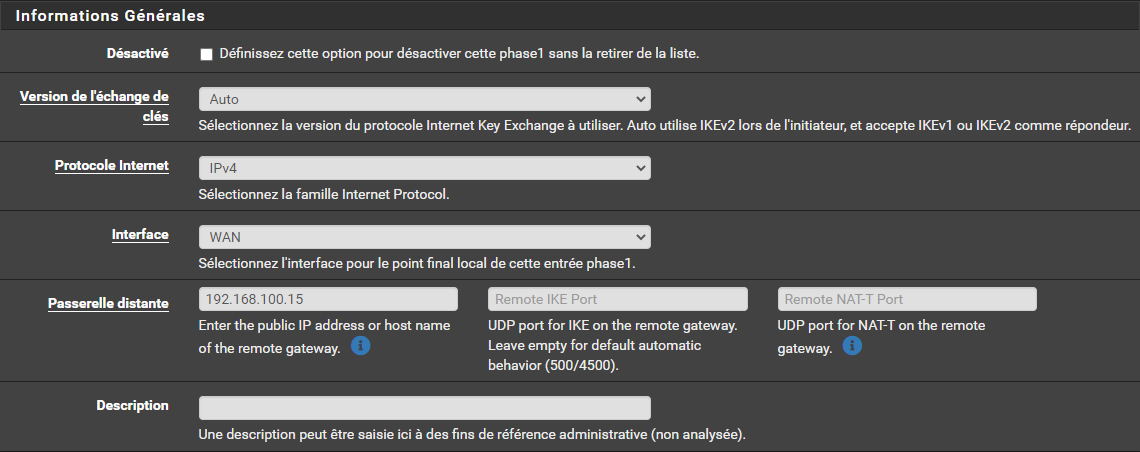 Informations Générales
Désactivé
Définissez cette option pour désactiver cette phase1 sans la retirer de la liste.
Version de l'échange de
clés
Auto
Sélectionnez la version du protocole Internet Key Exchange à utiliser. Auto utilise IKEv2 lors de l'initiateur, et accepte IKEv1 ou IKEv2 comme répondeur.
Protocole Internet
IPv4
Sélectionnez la famille Internet Protocol.
Interface
WAN
Sélectionnez l'interface pour le point final local de cette entrée phase1.
Passerelle distante
192.168.100.15
Enter the public IP address or host name
of the remote gateway.
Remote IKE Port
UDP port for IKE on the remote gateway.
Leave empty for default automatic
behavior (500/4500).
Remote NAT-T Port
UDP port for NAT-T on the remote
gateway.
Description
Une description peut être saisie ici à des fins de référence administrative (non analysée).